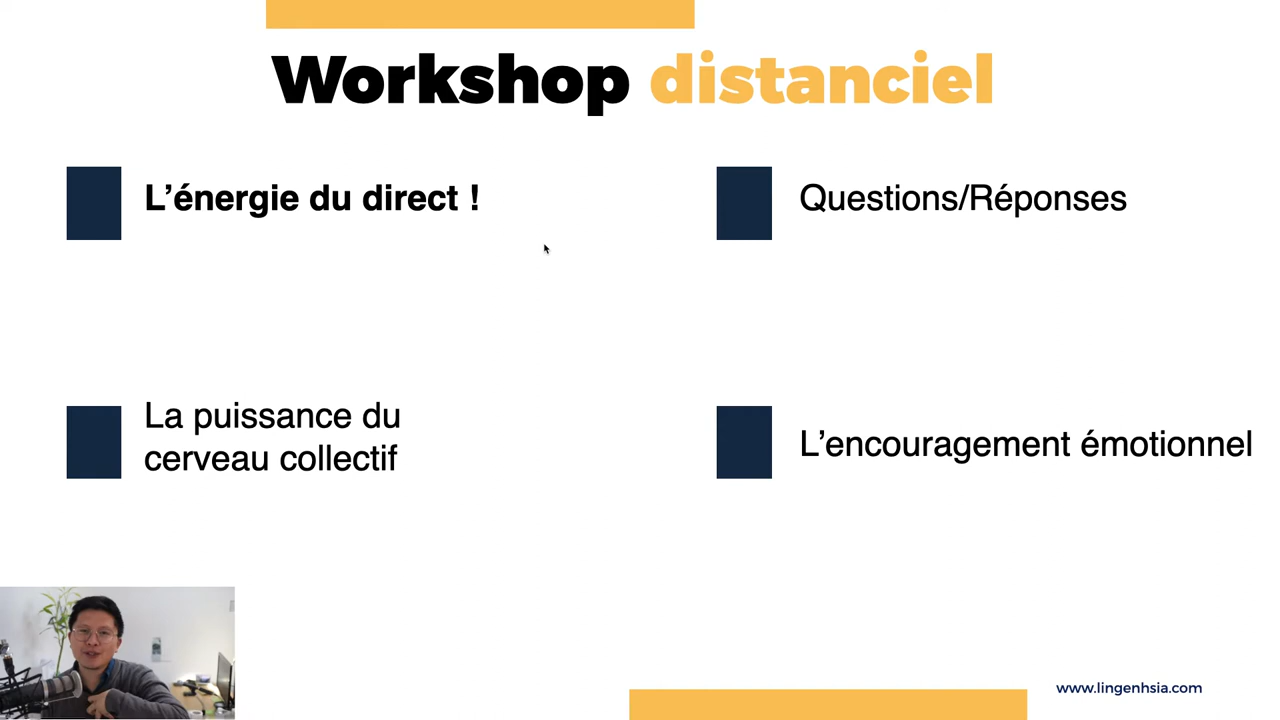 Workshop distanciel
L’énergie du direct !
Questions/Réponses
La puissance du
cerveau collectif
L’encouragement émotionnel
www.lingenhsia.com